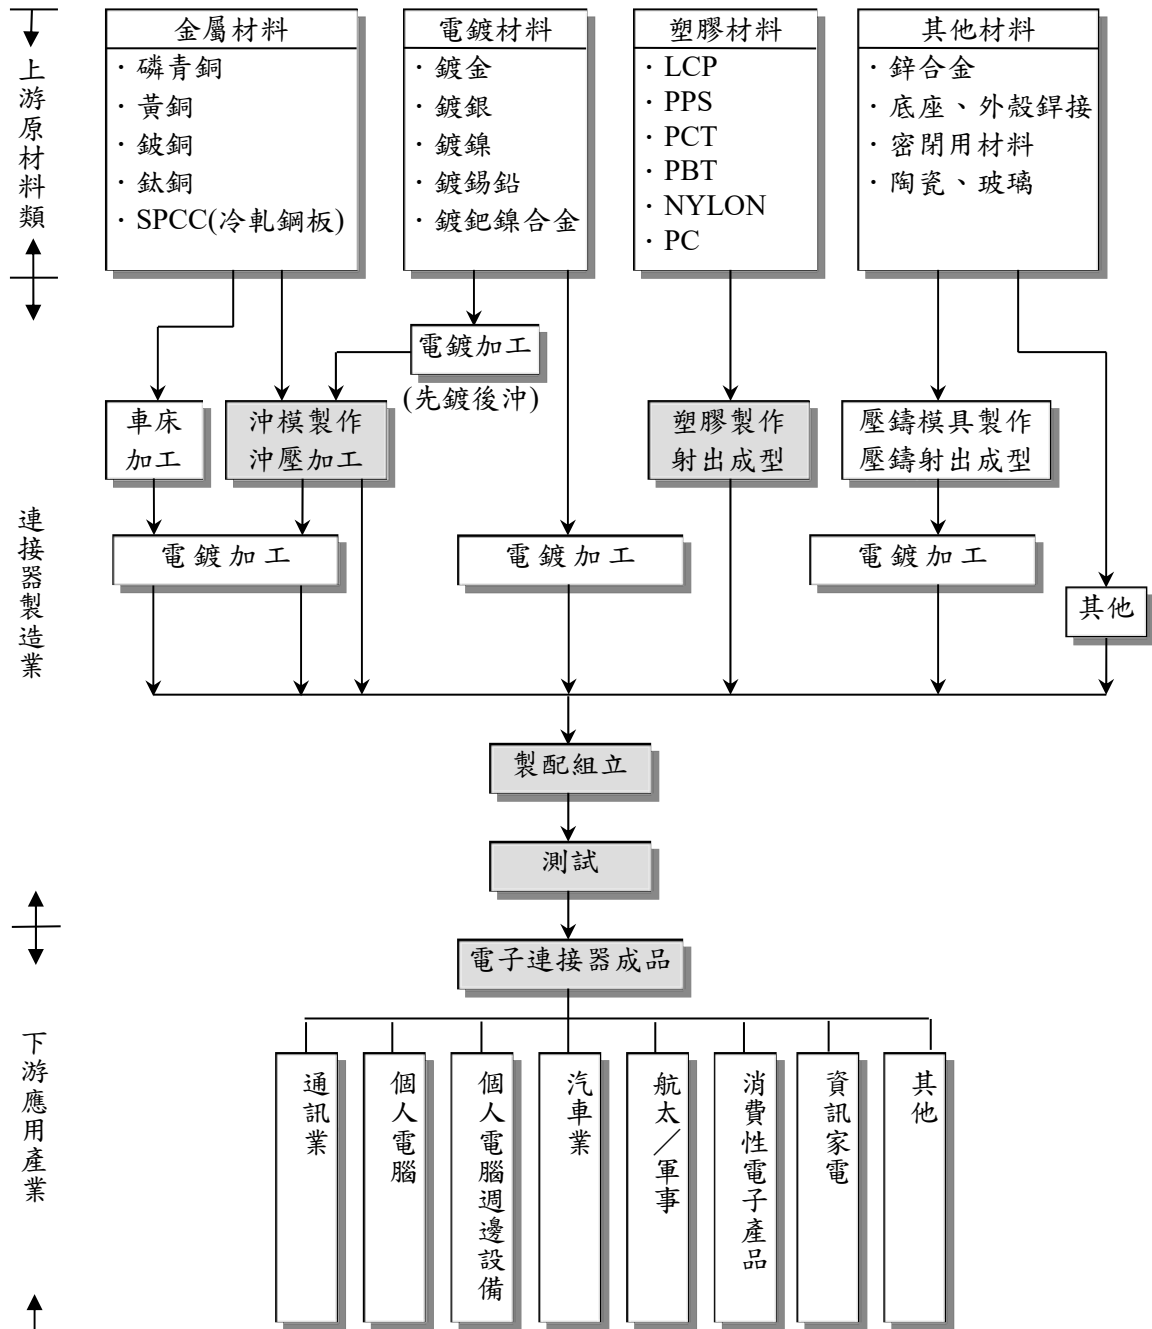 上游原材料類
金屬材料
·磷青銅
·黃銅
·鈹銅
·鈦銅
·SPCC(冷軋鋼板)
電鍍材料
·鍍金
·鍍銀
·鍍鎳
·鍍錫鉛
·鍍鈀鎳合金
塑膠材料
·LCP
·PPS
·PCT
·PBT
·NYLON
·PC
其他材料
·鋅合金
·底座、外殼銲接
·密閉用材料
·陶瓷、玻璃
連接器製造業
電鍍加工
(先鍍後沖)
車床
加工
沖模製作
沖壓加工
塑膠製作
射出成型
壓鑄模具製作
壓鑄射出成型
電鍍加工
電鍍加工
電鍍加工
其他
製配組立
測試
電子連接器成品
下游應用產業
通訊業
個人電腦
個人電腦週邊設備
汽車業
航太／軍事
消費性電子產品
資訊家電
其他